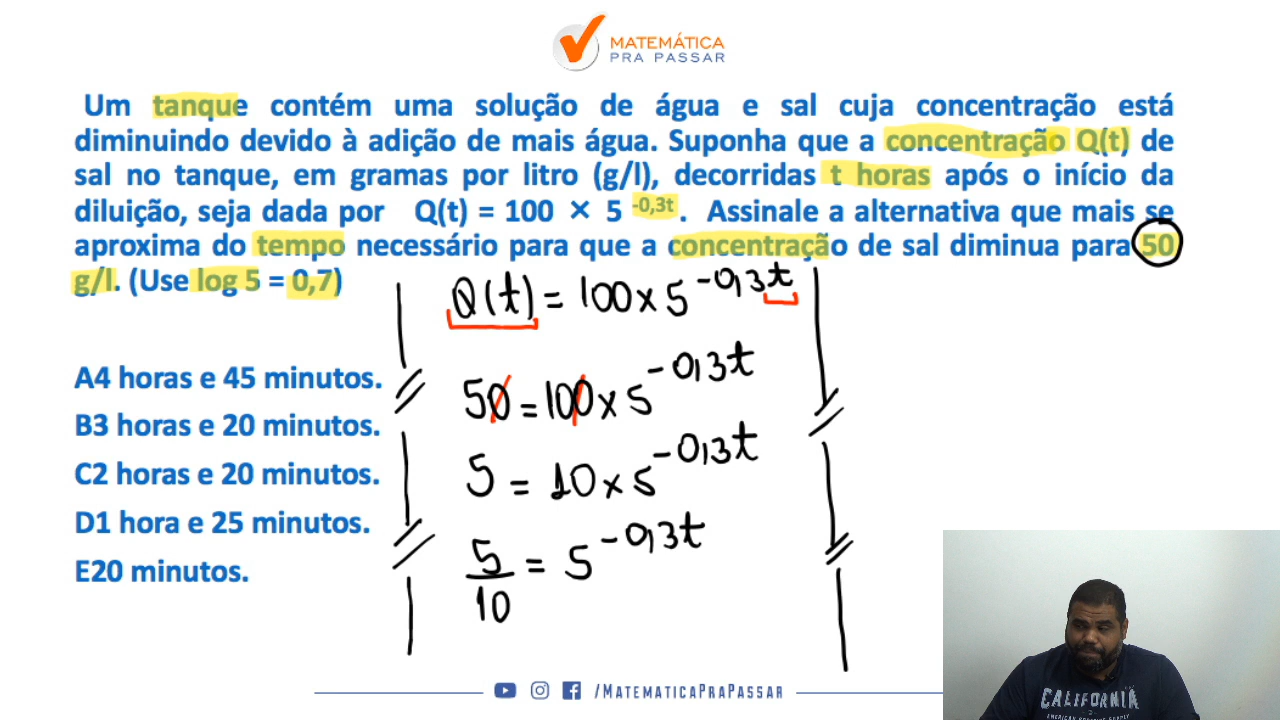 MATEMÁTICA
PRA PASSAR
Um tanque contém uma solução de água e sal cuja concentração está
diminuindo devido à adição de mais água. Suponha que a concentração Q(t) de
sal no tanque, em gramas por litro (g/l), decorridas t horas após o início da
diluição, seja dada por Q(t) = 100 × 5 ^-0,3t. Assinale a alternativa que mais se
aproxima do tempo necessário para que a concentração de sal diminua para 50
g/l. (Use log 5 = 0,7)
Q(t) = 100 x 5^-0,3t
A4 horas e 45 minutos.
50 = 100 x 5^-0,3t
B3 horas e 20 minutos.
C2 horas e 20 minutos.
5 = 10 x 5^-0,3t
D1 hora e 25 minutos.
E20 minutos.
5/10 = 5^-0,3t
/MatematicaPraPassar
CALIFORNIA